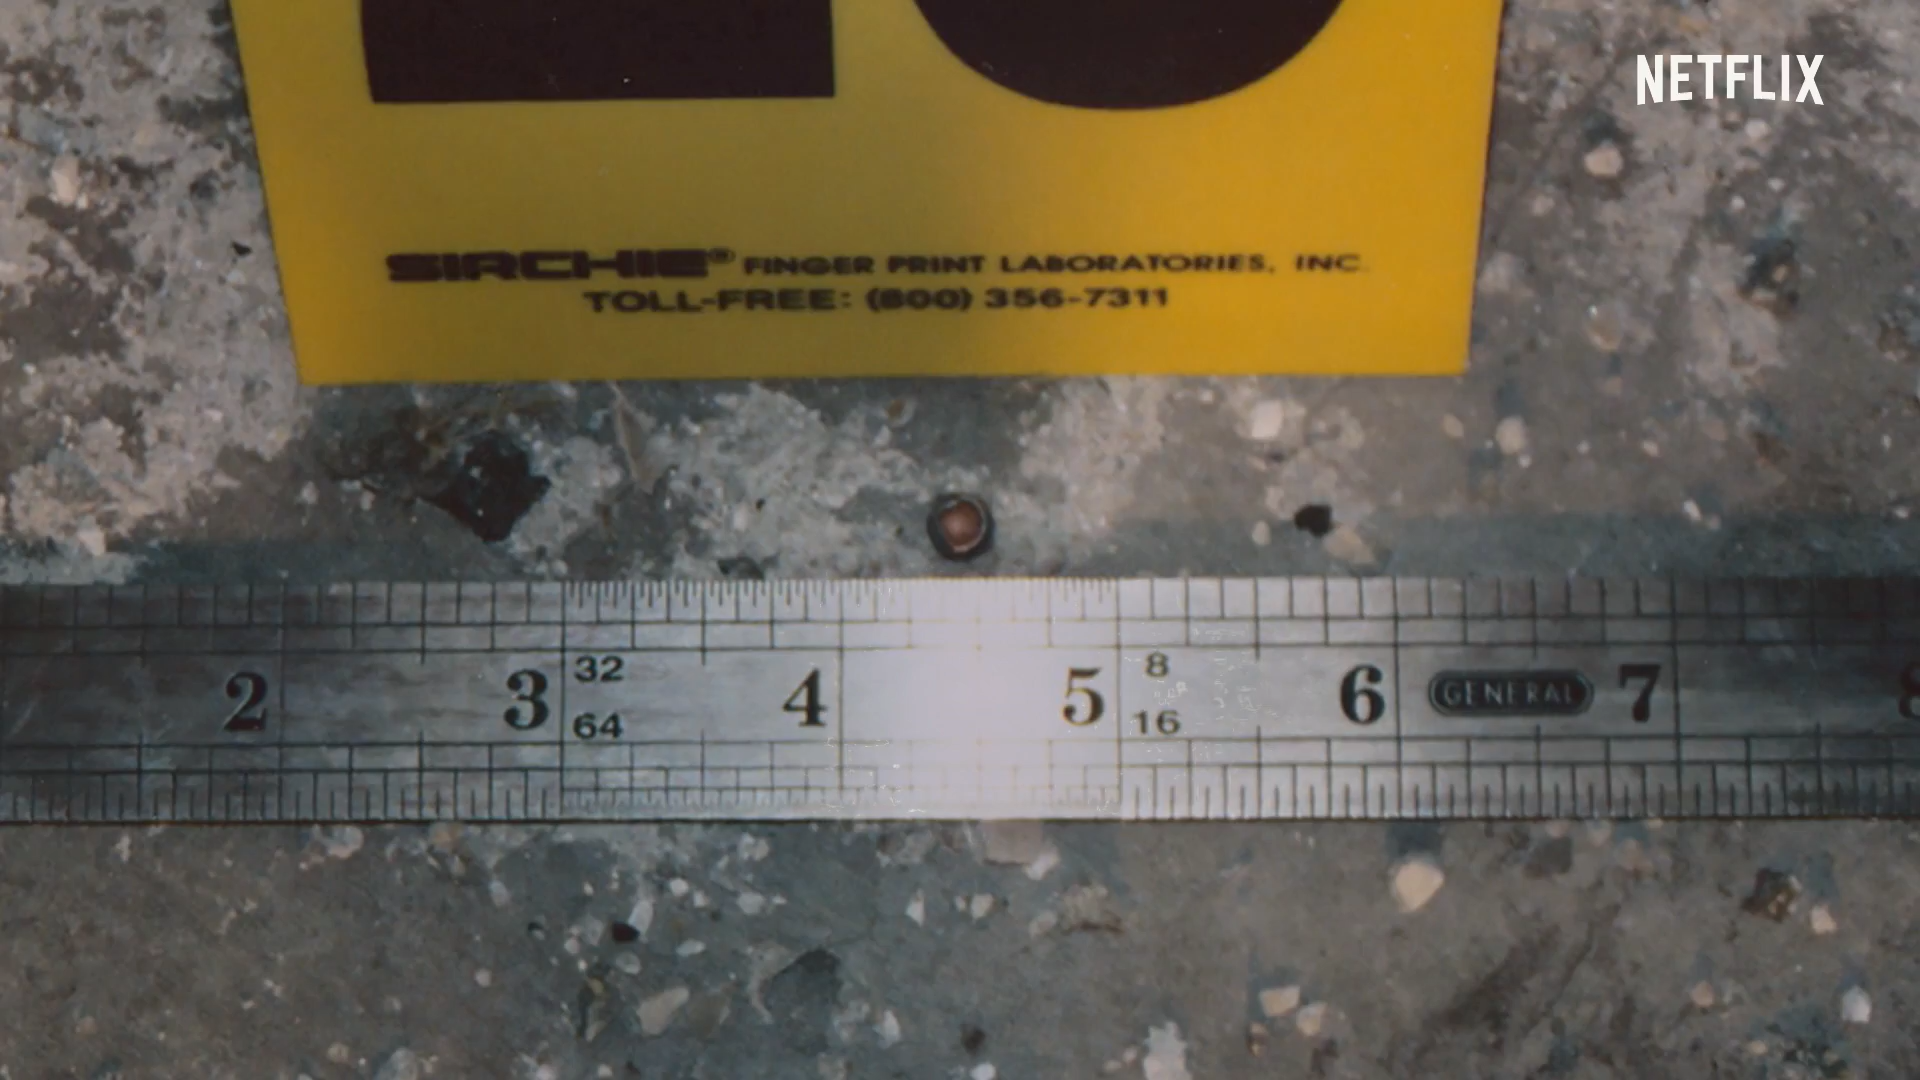 NETFLIX
SIRCHIE® FINGER PRINT LABORATORIES, INC.
TOLL-FREE: (800) 356-7311
2 3 32 4 5 8 6 GENERAL 7 8
64 16